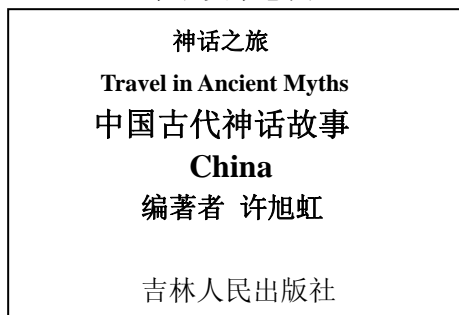 神话之旅
Travel in Ancient Myths
中国古代神话故事
China
编著者 许旭虹
吉林人民出版社